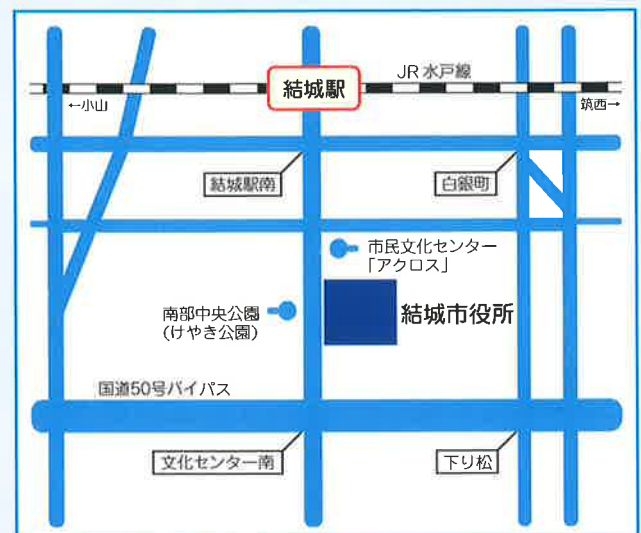 JR 水戸線
結城駅
←小山
筑西→
結城駅南
白銀町
市民文化センター
「アクロス」
南部中央公園
(けやき公園)
結城市役所
国道50号バイパス
文化センター南
下り松